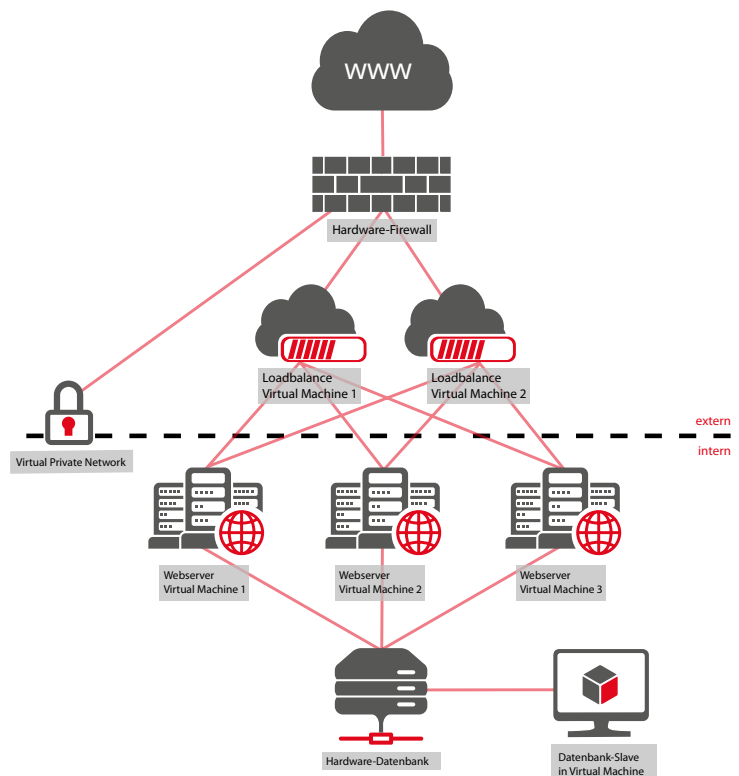 WWW
Hardware-Firewall
Loadbalance
Virtual Machine 1
Loadbalance
Virtual Machine 2
extern
intern
Virtual Private Network
Webserver
Virtual Machine 1
Webserver
Virtual Machine 2
Webserver
Virtual Machine 3
Hardware-Datenbank
Datenbank-Slave
in Virtual Machine